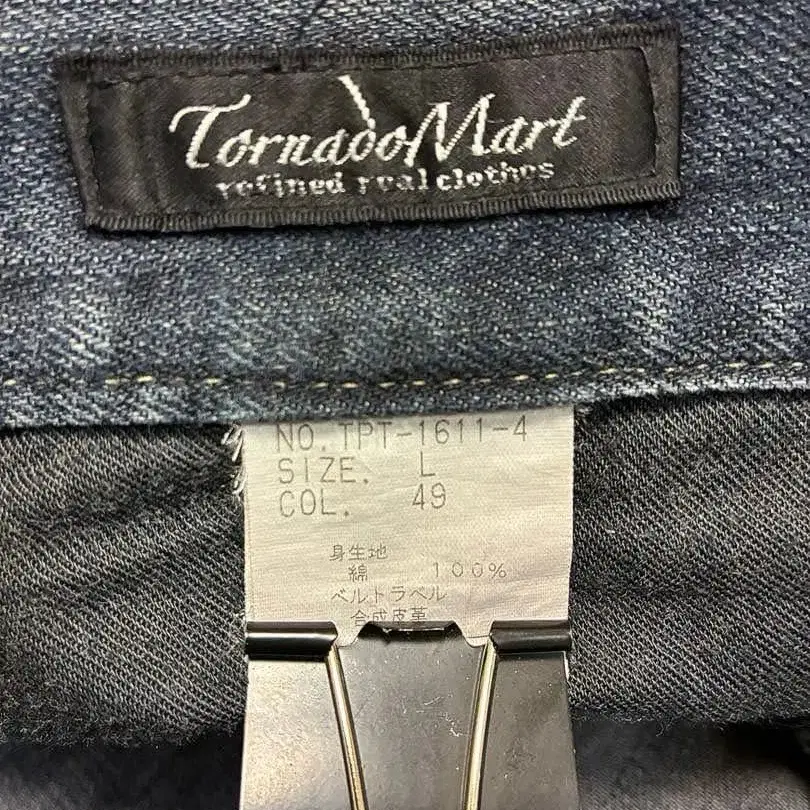 TornadoMart
refined real clothes
NO. TPT-1611-4
SIZE. L
COL. 49
身生地
綿 100%
ベルトラベル
合成皮革